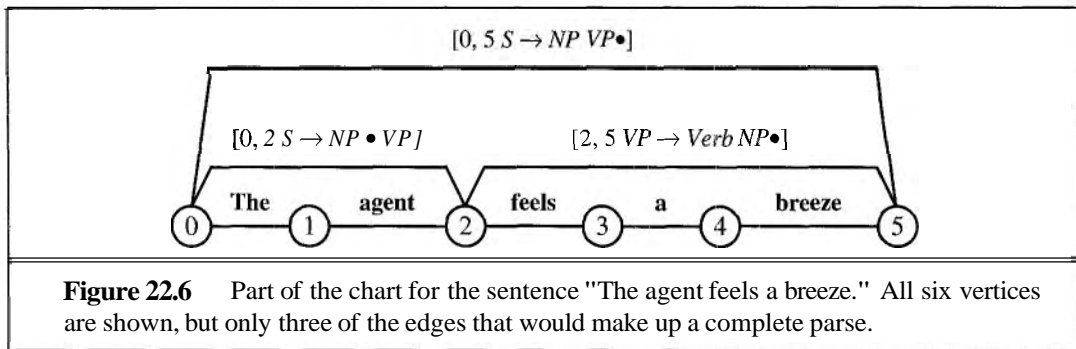 [0, 5 S → NP VP●]
[0, 2 S → NP ● VP] [2, 5 VP → Verb NP●]
The agent feels a breeze
0 1 2 3 4 5
Figure 22.6 Part of the chart for the sentence "The agent feels a breeze." All six vertices
are shown, but only three of the edges that would make up a complete parse.